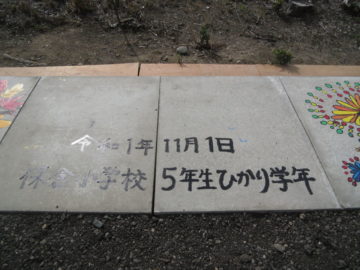 令和1年 11月1日
保倉小学校 5年生ひかり学年